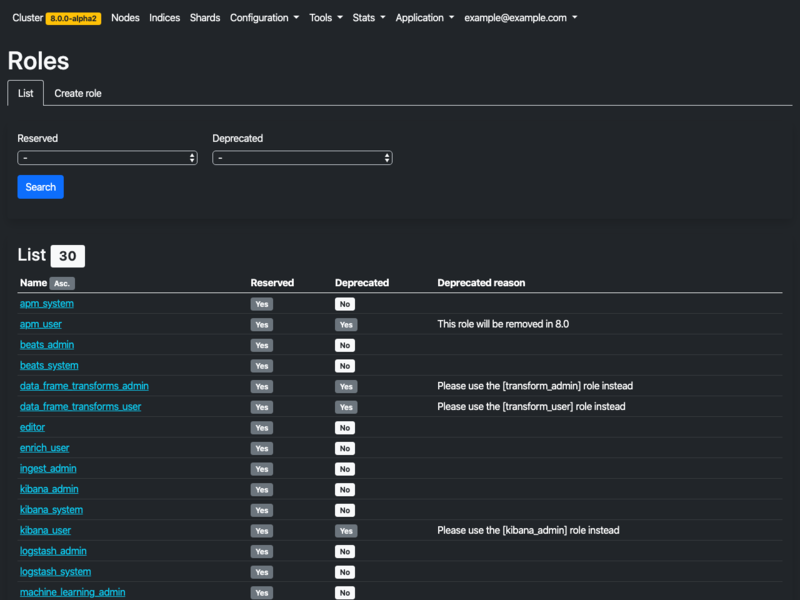 Cluster 8.0.0-alpha2 Nodes Indices Shards Configuration Tools Stats Application example@example.com
Roles
List Create role
Reserved Deprecated
- -
Search
List 30
Name Asc. Reserved Deprecated Deprecated reason
apm_system Yes No
apm_user Yes Yes This role will be removed in 8.0
beats_admin Yes No
beats_system Yes No
data_frame_transforms_admin Yes Yes Please use the [transform_admin] role instead
data_frame_transforms_user Yes Yes Please use the [transform_user] role instead
editor Yes No
enrich_user Yes No
ingest_admin Yes No
kibana_admin Yes No
kibana_system Yes No
kibana_user Yes Yes Please use the [kibana_admin] role instead
logstash_admin Yes No
logstash_system Yes No
machine_learning_admin Yes No